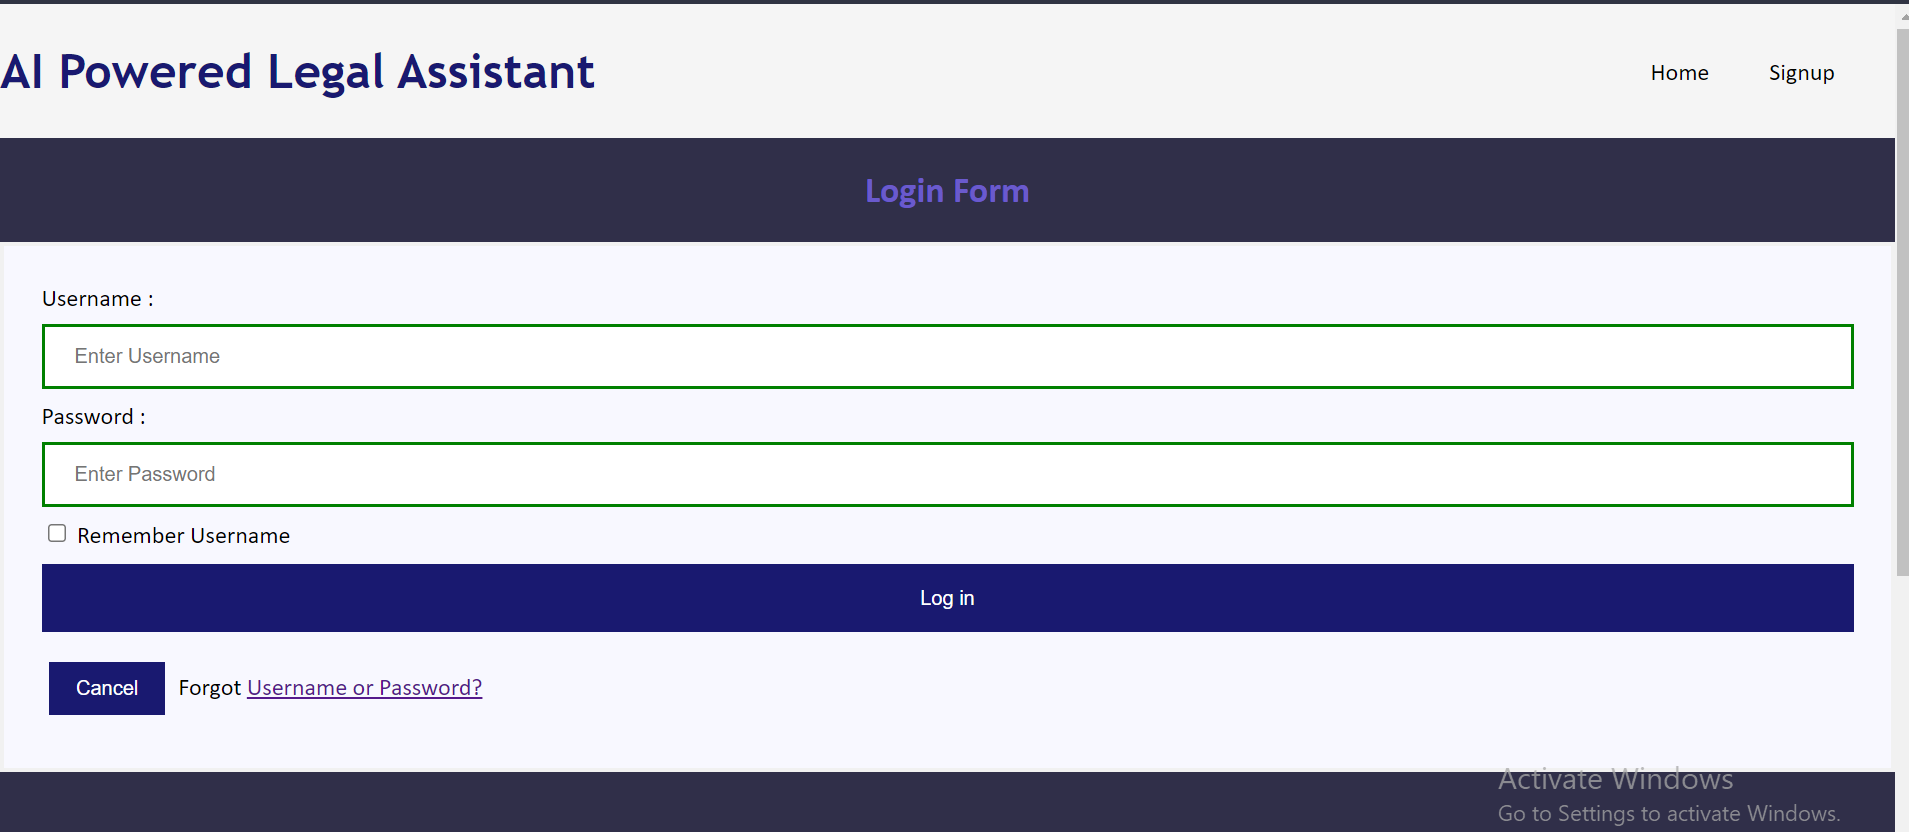 AI Powered Legal Assistant
Home Signup
Login Form
Username :
Enter Username
Password :
Enter Password
Remember Username
Log in
Cancel Forgot Username or Password?
Activate Windows
Go to Settings to activate Windows.